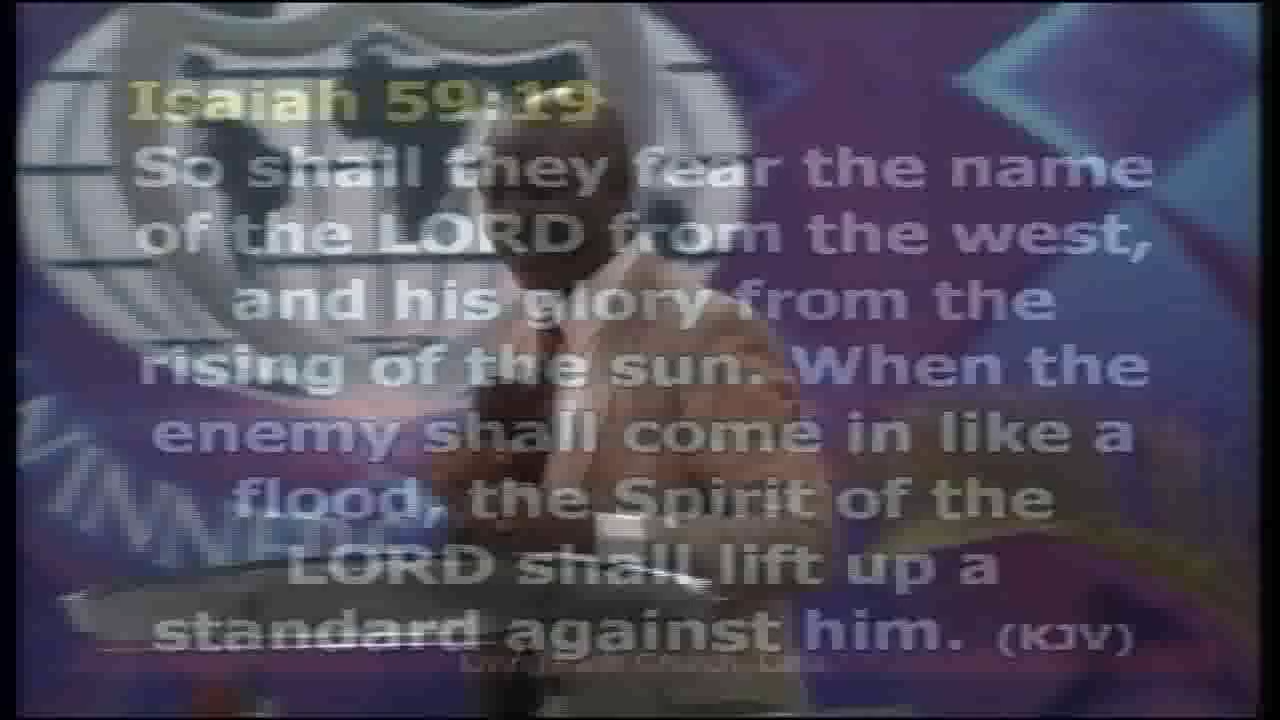 Isaiah 59:19
So shall they fear the name
of the LORD from the west,
and his glory from the
rising of the sun. When the
enemy shall come in like a
flood, the Spirit of the
LORD shall lift up a
standard against him. (KJV)